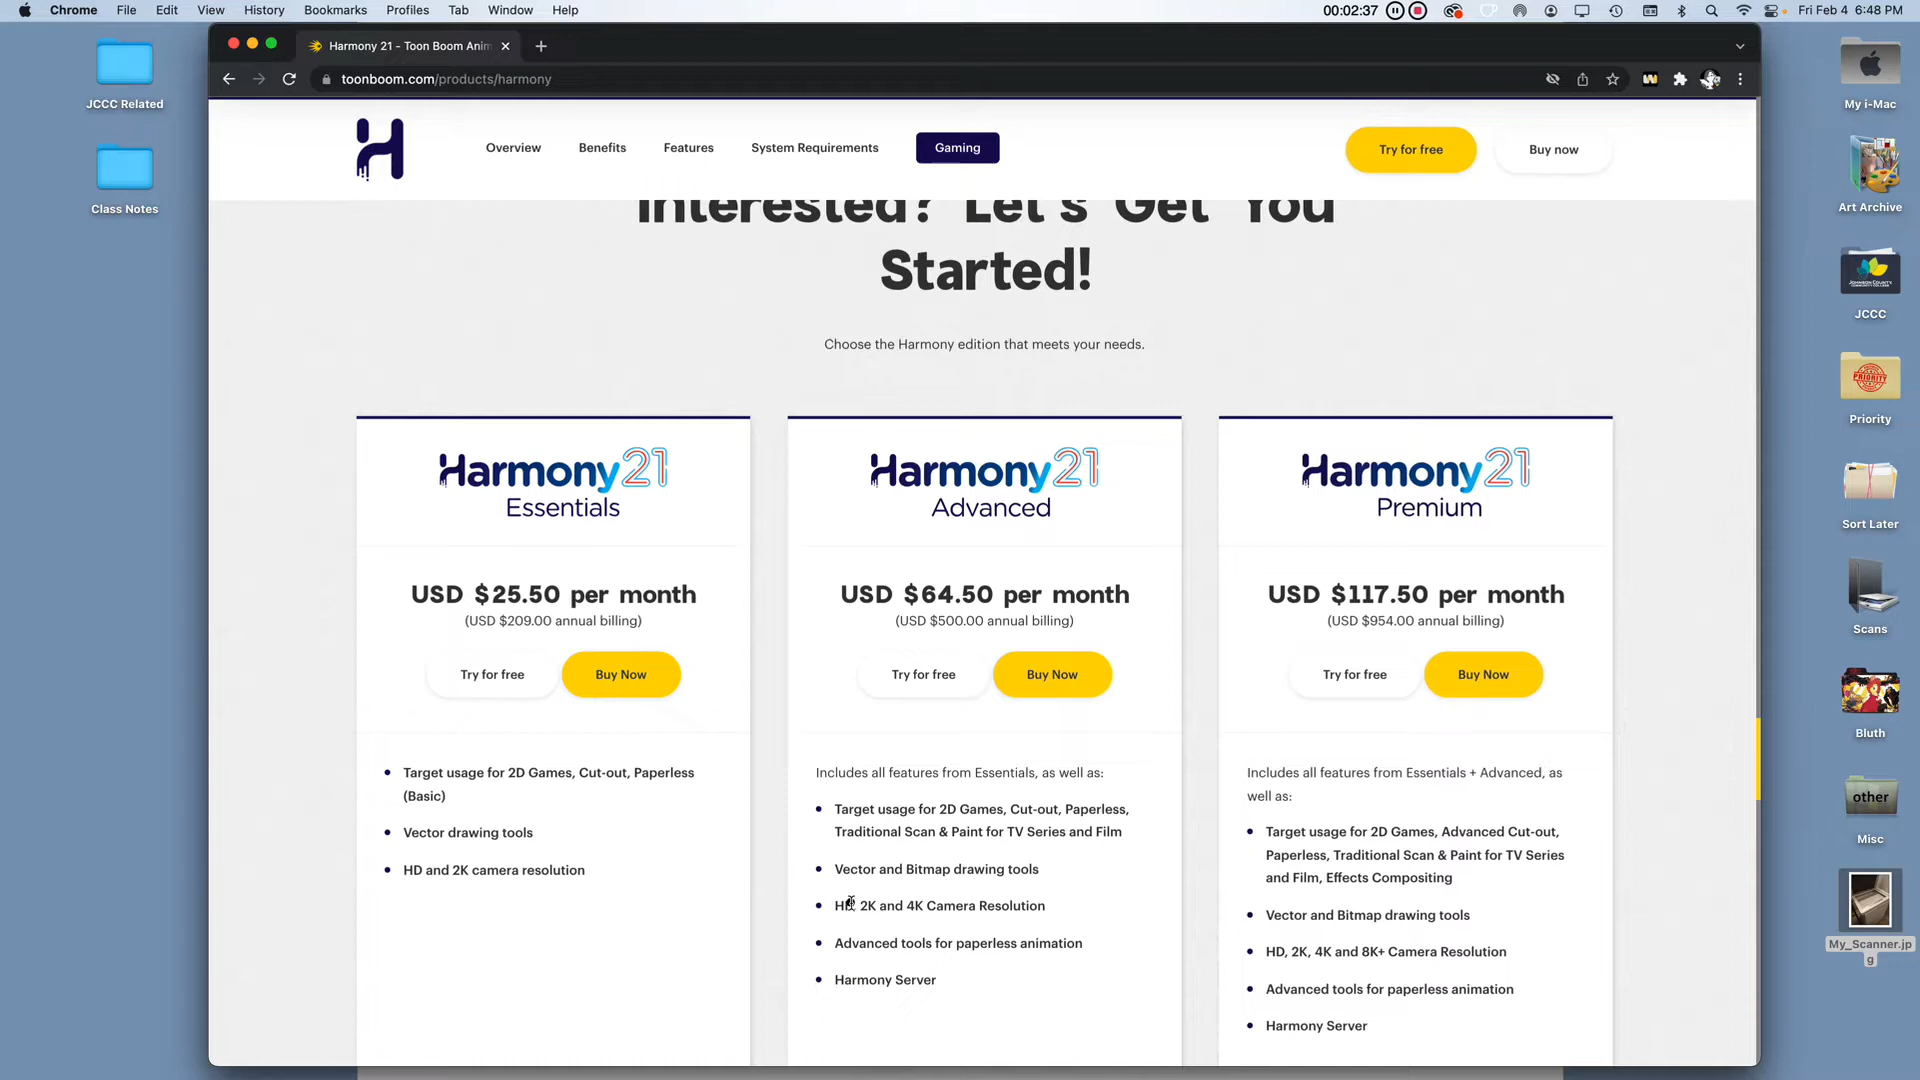 Chrome File Edit View History Bookmarks Profiles Tab Window Help 00:02:37 Fri Feb 4 6:48 PM
Harmony 21 - Toon Boom Anim
toonboom.com/products/harmony
Overview Benefits Features System Requirements Gaming Try for free Buy now
Interested? Let's Get You
Started!
Choose the Harmony edition that meets your needs.
Harmony 21
Essentials
USD $25.50 per month
(USD $209.00 annual billing)
Try for free Buy Now
Target usage for 2D Games, Cut-out, Paperless
(Basic)
Vector drawing tools
HD and 2K camera resolution
Harmony 21
Advanced
USD $64.50 per month
(USD $500.00 annual billing)
Try for free Buy Now
Includes all features from Essentials, as well as:
Target usage for 2D Games, Cut-out, Paperless,
Traditional Scan & Paint for TV Series and Film
Vector and Bitmap drawing tools
HD, 2K and 4K Camera Resolution
Advanced tools for paperless animation
Harmony Server
Harmony 21
Premium
USD $117.50 per month
(USD $954.00 annual billing)
Try for free Buy Now
Includes all features from Essentials + Advanced, as
well as:
Target usage for 2D Games, Advanced Cut-out,
Paperless, Traditional Scan & Paint for TV Series
and Film, Effects Compositing
Vector and Bitmap drawing tools
HD, 2K, 4K and 8K+ Camera Resolution
Advanced tools for paperless animation
Harmony Server
JCCC Related
Class Notes
My i-Mac
Art Archive
JCCC
PRIORITY
Priority
Sort Later
Scans
Bluth
other
Misc
My_Scanner.jp
g